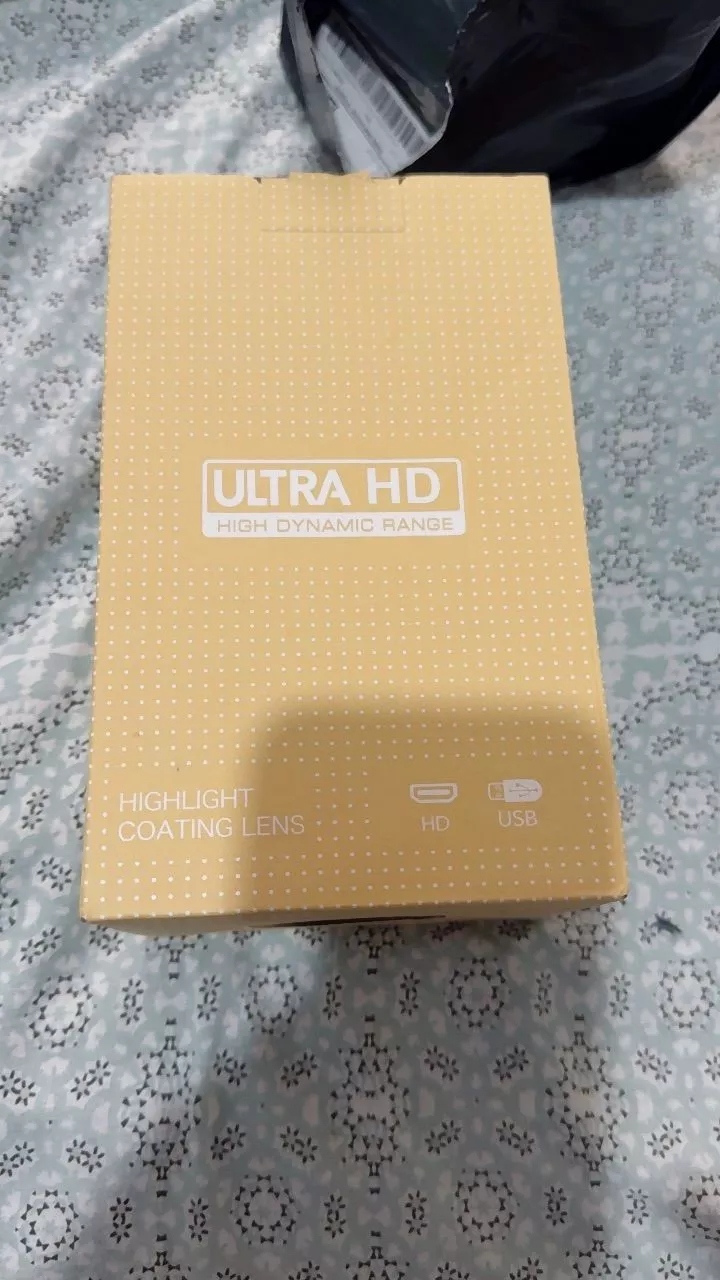 ULTRA HD
HIGH DYNAMIC RANGE
HIGHLIGHT
COATING LENS
HD
USB